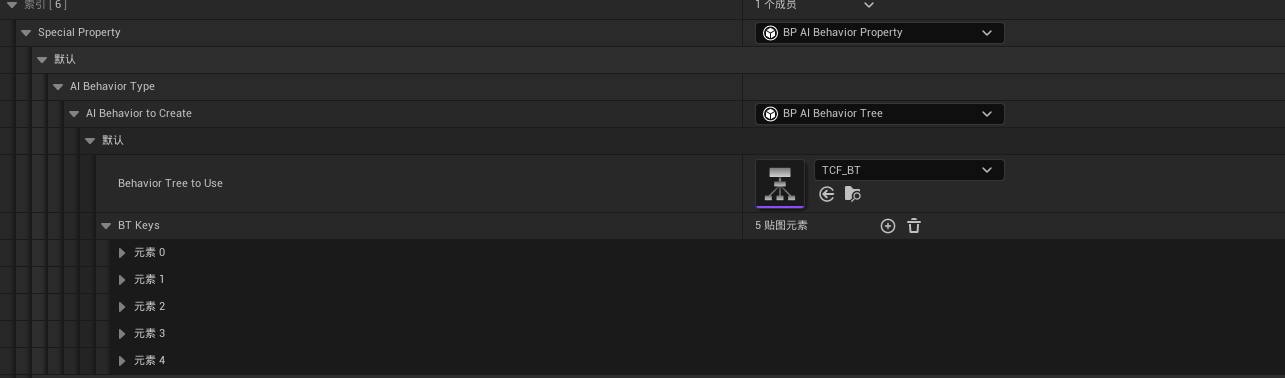 索引 [ 6 ]
1 个成员
Special Property
BP AI Behavior Property
默认
AI Behavior Type
AI Behavior to Create
BP AI Behavior Tree
默认
Behavior Tree to Use
TCF_BT
BT Keys
5 贴图元素
元素 0
元素 1
元素 2
元素 3
元素 4